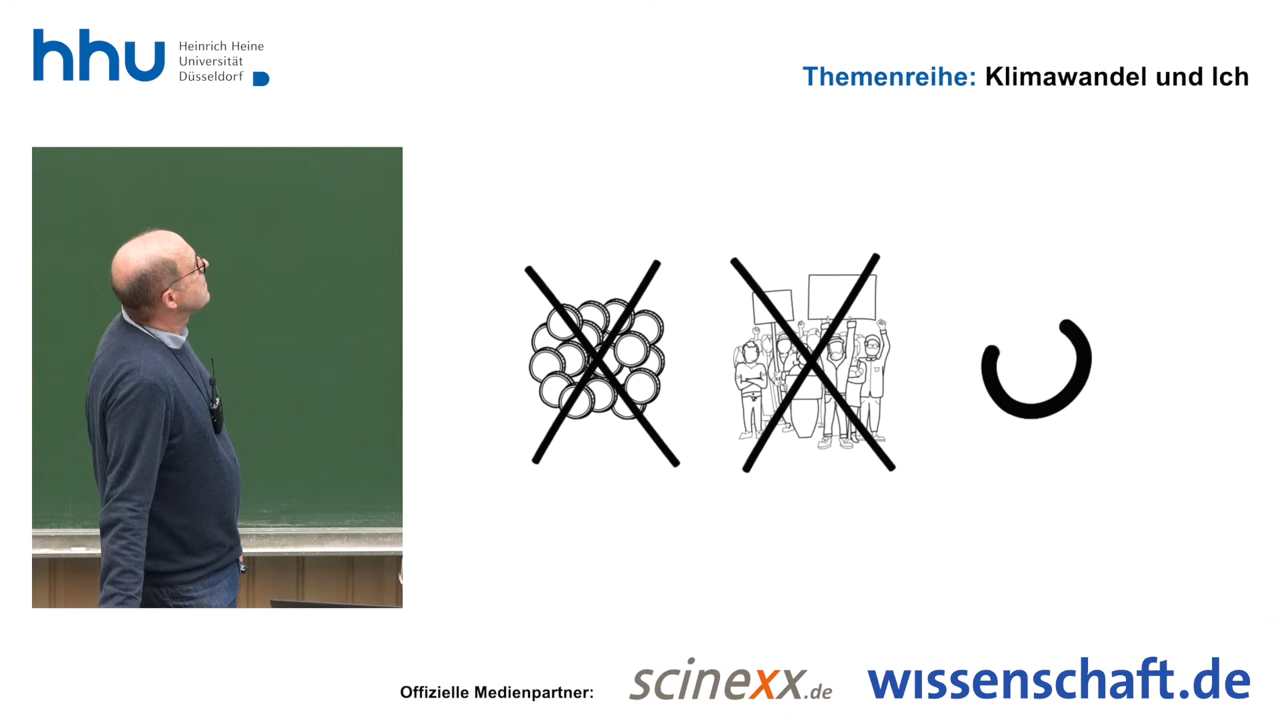 hhu
Heinrich Heine
Universität
Düsseldorf
Themenreihe: Klimawandel und Ich
Offizielle Medienpartner:
scinexx.de
wissenschaft.de